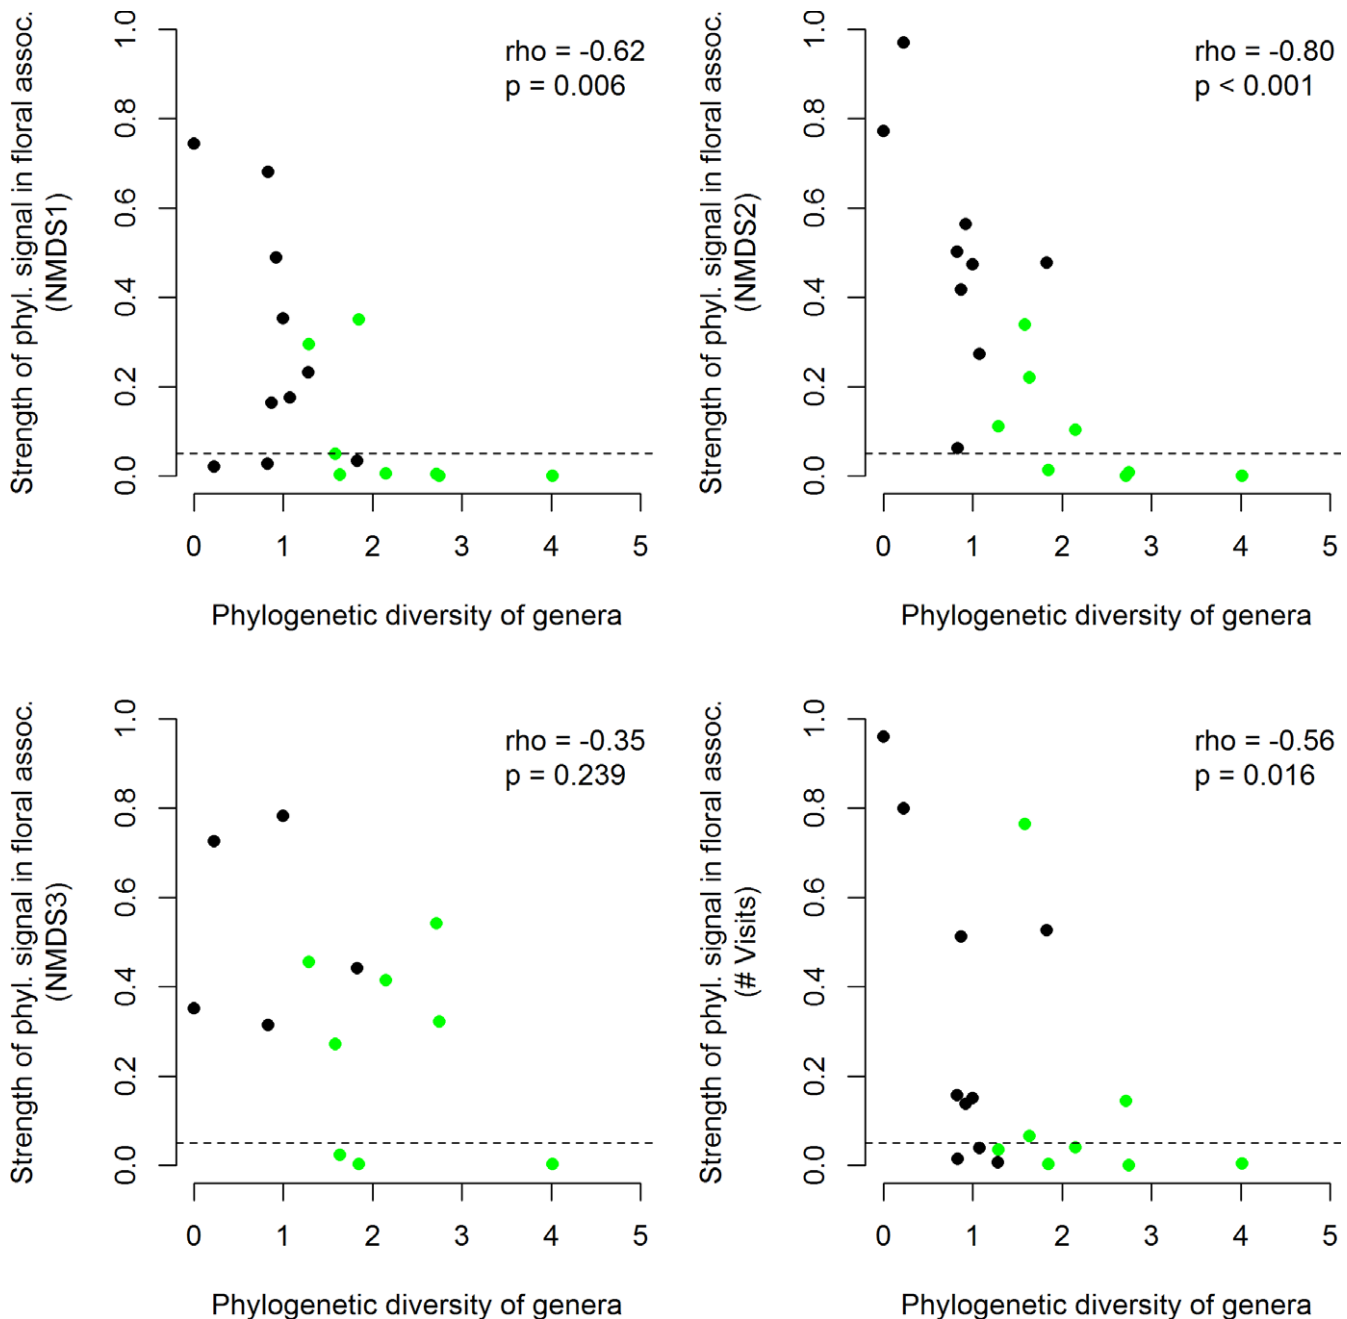 Strength of phyl. signal in floral assoc.
(NMDS1)
1.0
0.8
0.6
0.4
0.2
0.0
rho = -0.62
p = 0.006
0 1 2 3 4 5
Phylogenetic diversity of genera
Strength of phyl. signal in floral assoc.
(NMDS2)
1.0
0.8
0.6
0.4
0.2
0.0
rho = -0.80
p < 0.001
0 1 2 3 4 5
Phylogenetic diversity of genera
Strength of phyl. signal in floral assoc.
(NMDS3)
1.0
0.8
0.6
0.4
0.2
0.0
rho = -0.35
p = 0.239
0 1 2 3 4 5
Phylogenetic diversity of genera
Strength of phyl. signal in floral assoc.
(# Visits)
1.0
0.8
0.6
0.4
0.2
0.0
rho = -0.56
p = 0.016
0 1 2 3 4 5
Phylogenetic diversity of genera